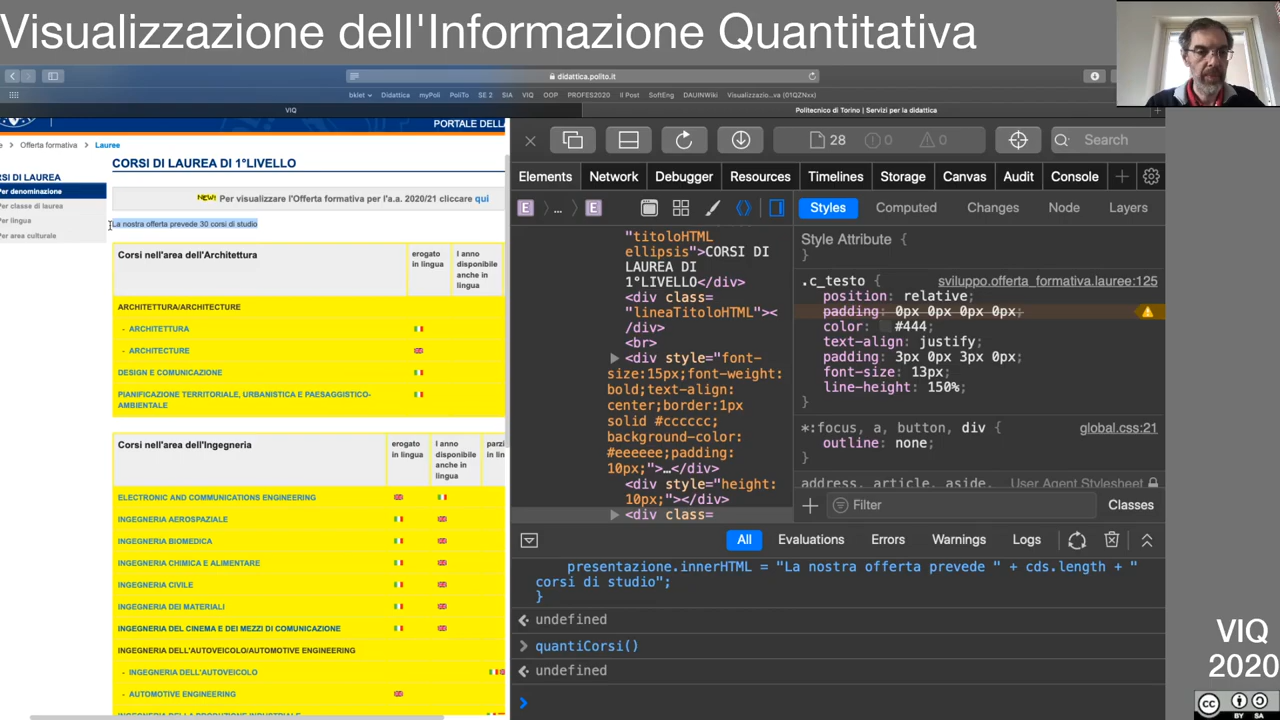 Visualizzazione dell'Informazione Quantitativa
didattica.polito.it
bklet Didattica myPoli PoliTo SE 2 SIA VIQ OOP PROFES2020 Il Post SoftEng DAUINWiki Visualizzazio...va (01QZNxx)
VIQ
Politecnico di Torino | Servizi per la didattica
PORTALE DELL
Offerta formativa > Lauree
RSI DI LAUREA
Per denominazione
Per classe di laurea
Per lingua
Per area culturale
CORSI DI LAUREA DI 1°LIVELLO
NEW! Per visualizzare l'Offerta formativa per l'a.a. 2020/21 cliccare qui
La nostra offerta prevede 30 corsi di studio
Corsi nell'area dell'Architettura
erogato in lingua
I anno disponibile anche in lingua
ARCHITETTURA/ARCHITECTURE
- ARCHITETTURA
- ARCHITECTURE
DESIGN E COMUNICAZIONE
PIANIFICAZIONE TERRITORIALE, URBANISTICA E PAESAGGISTICO-
AMBIENTALE
Corsi nell'area dell'Ingegneria
erogato in lingua
I anno disponibile anche in lingua
parzi in lin
ELECTRONIC AND COMMUNICATIONS ENGINEERING
INGEGNERIA AEROSPAZIALE
INGEGNERIA BIOMEDICA
INGEGNERIA CHIMICA E ALIMENTARE
INGEGNERIA CIVILE
INGEGNERIA DEI MATERIALI
INGEGNERIA DEL CINEMA E DEI MEZZI DI COMUNICAZIONE
INGEGNERIA DELL'AUTOVEICOLO/AUTOMOTIVE ENGINEERING
- INGEGNERIA DELL'AUTOVEICOLO
- AUTOMOTIVE ENGINEERING
28 0 0 Search
Elements Network Debugger Resources Timelines Storage Canvas Audit Console
E ... E
Styles Computed Changes Node Layers
"titoloHTML
ellipsis">CORSI DI
LAUREA DI
1°LIVELLO</div>
<div class=
"lineaTitoloHTML"><
/div>
<br>
<div style="font-
size:15px;font-weight:
bold;text-align:
center;border:1px
solid #cccccc;
background-color:
#eeeeee;padding:
10px;">…</div>
<div style="height:
10px;"></div>
<div class=
Style Attribute {
}
.c_testo sviluppo.offerta_formativa.lauree:125
position: relative;
padding: 0px 0px 0px 0px;
color: #444;
text-align: justify;
padding: 3px 0px 3px 0px;
font-size: 13px;
line-height: 150%;
}
*:focus, a, button, div { global.css:21
outline: none;
}
address, article, aside, User Agent Stylesheet
Filter Classes
All Evaluations Errors Warnings Logs
presentazione.innerHTML = "La nostra offerta prevede " + cds.length + "
corsi di studio";
}
undefined
quantiCorsi()
undefined
VIQ
2020
CC BY SA